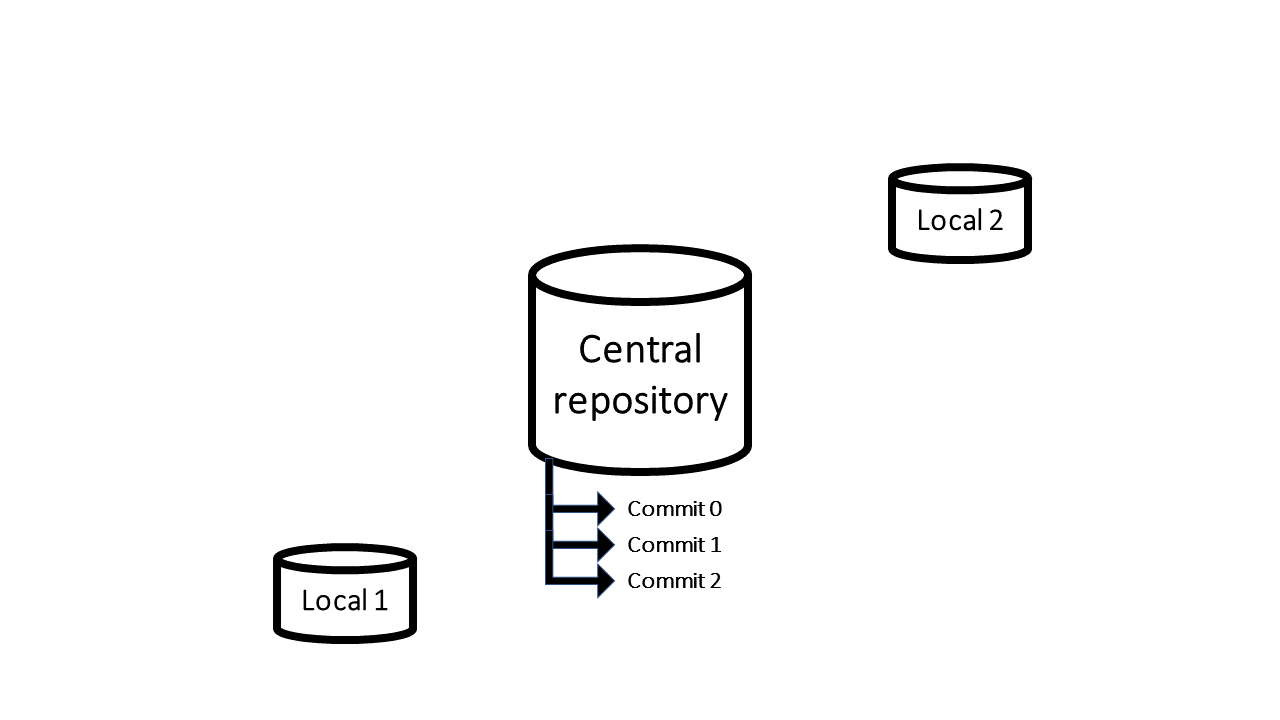 Local 2
Central
repository
Commit 0
Commit 1
Commit 2
Local 1